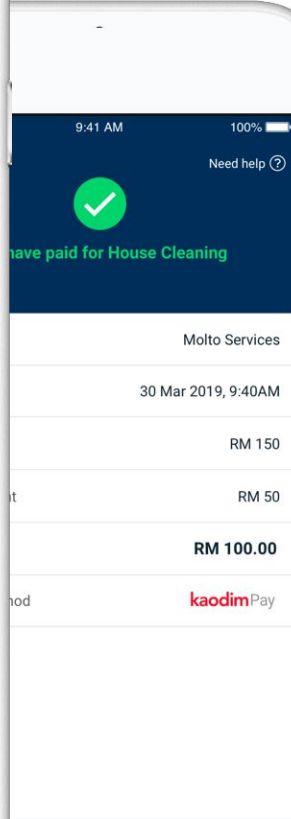 9:41 AM 100%
Need help ?
have paid for House Cleaning
Molto Services
30 Mar 2019, 9:40AM
RM 150
RM 50
RM 100.00
kaodimPay